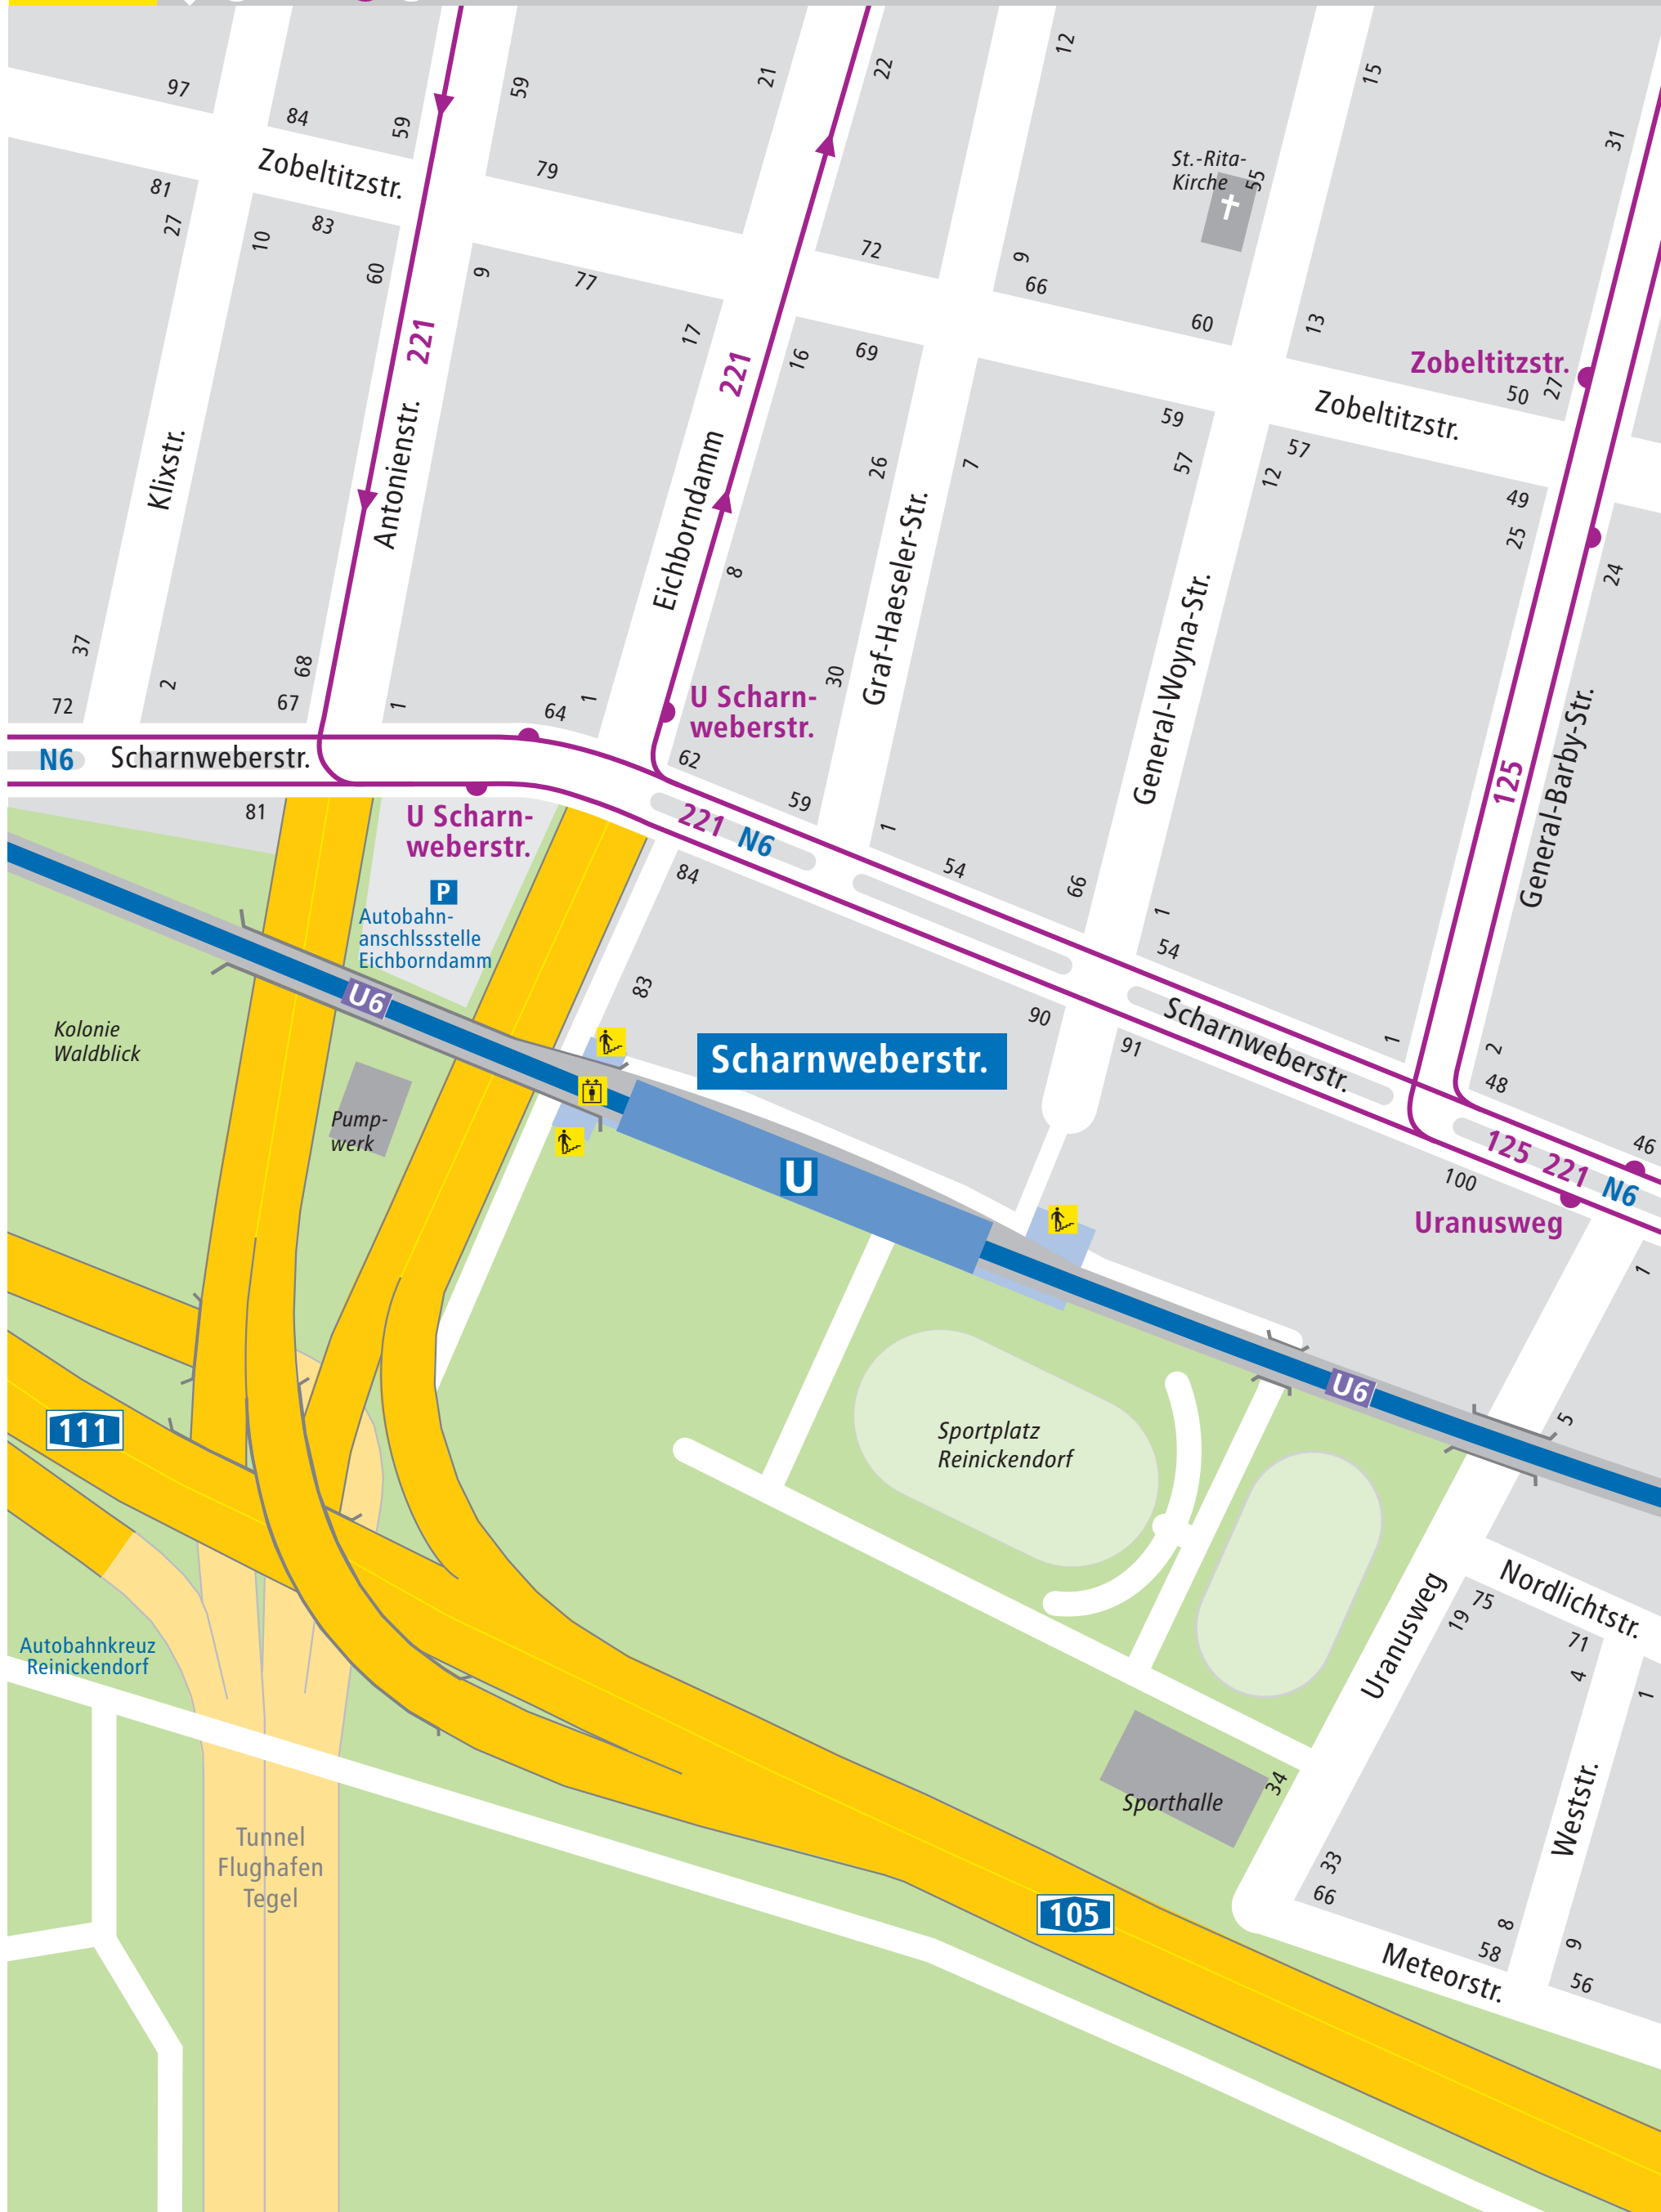 97
84
59
59
21
22
12
15
31
Zobeltitzstr.
79
St.-Rita-
Kirche
55
81
27
10
83
60
9
77
72
9
66
60
13
17
221
221
16
69
Zobeltitzstr.
50
27
59
Zobeltitzstr.
57
57
12
49
25
24
Klixstr.
Antonienstr.
Eichborndamm
26
7
8
Graf-Haeseler-Str.
General-Woyna-Str.
37
2
68
72
67
1
64
1
U Scharn-
weberstr.
30
62
125
General-Barby-Str.
N6
Scharnweberstr.
81
U Scharn-
weberstr.
221 N6
59
1
54
84
66
1
54
P
Autobahn-
anschlssstelle
Eichborndamm
U6
83
90
91
Scharnweberstr.
1
2
48
Kolonie
Waldblick
Scharnweberstr.
Pump-
werk
U
125 221 N6
46
100
Uranusweg
1
U6
5
111
Sportplatz
Reinickendorf
Nordlichtstr.
75
19
71
4
1
Uranusweg
Autobahnkreuz
Reinickendorf
Sporthalle
34
Weststr.
Tunnel
Flughafen
Tegel
33
66
105
8
58
9
56
Meteorstr.